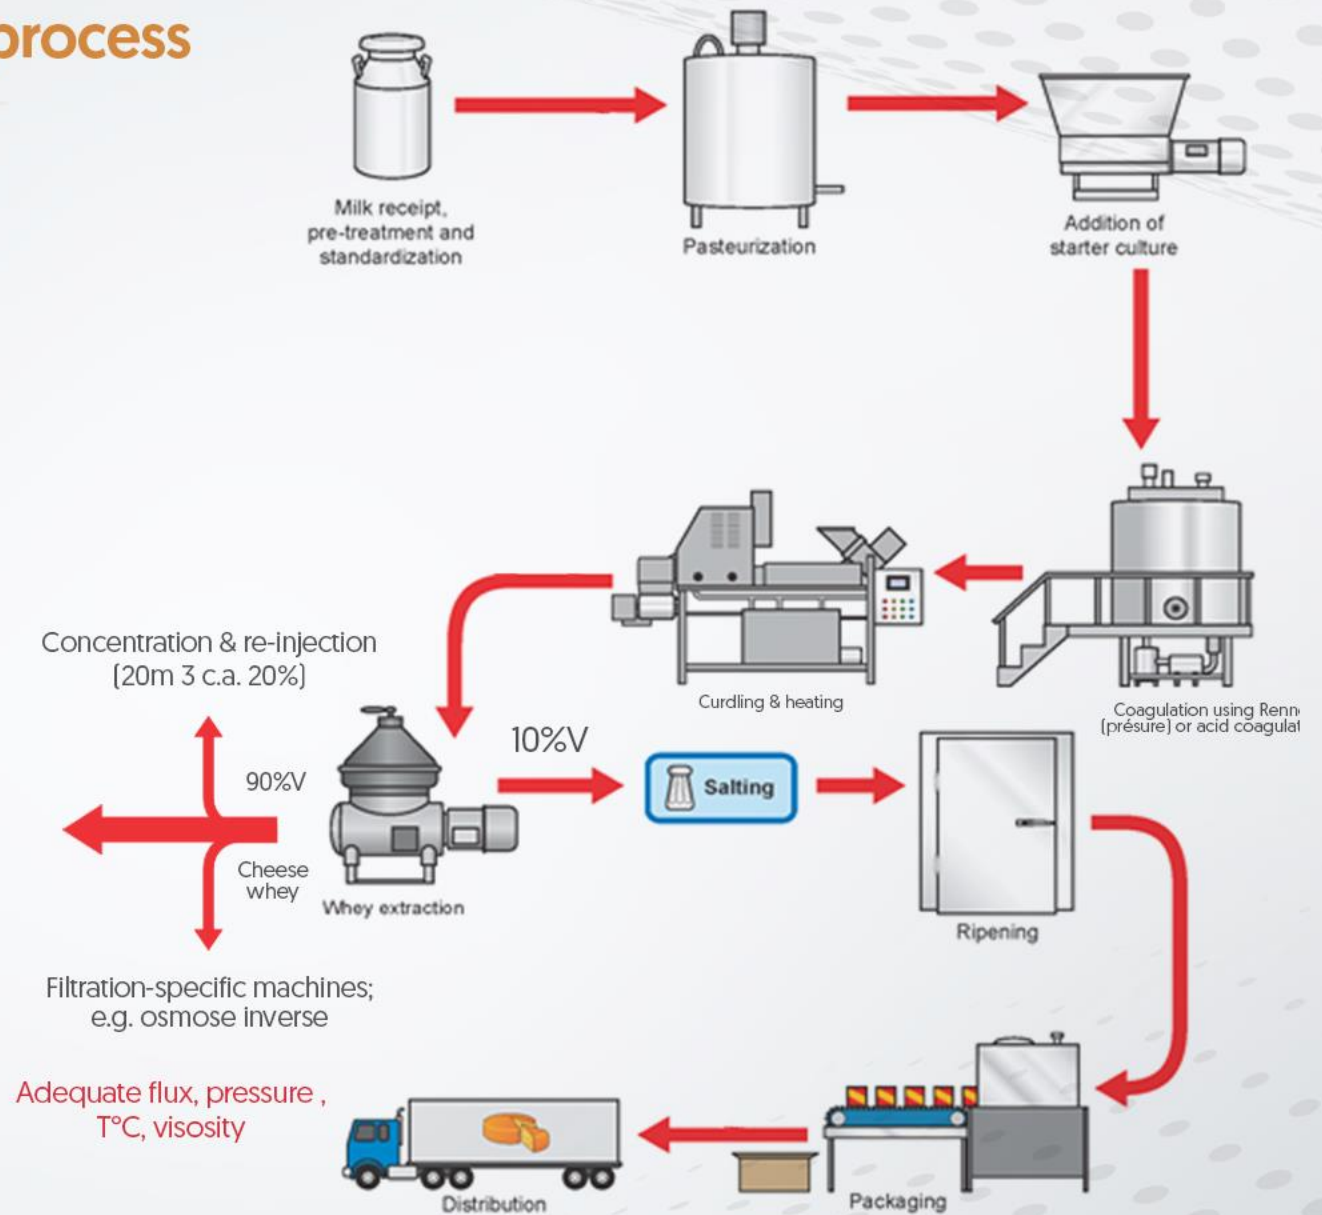 process
Milk receipt,
pre-treatment and
standardization
Pasteurization
Addition of
starter culture
Coagulation using Renn
(présure) or acid coagulat
Curdling & heating
Concentration & re-injection
(20m 3 c.a. 20%)
90%V
Cheese
whey
Whey extraction
10%V
Salting
Ripening
Filtration-specific machines;
e.g. osmose inverse
Adequate flux, pressure ,
T°C, visosity
Packaging
Distribution